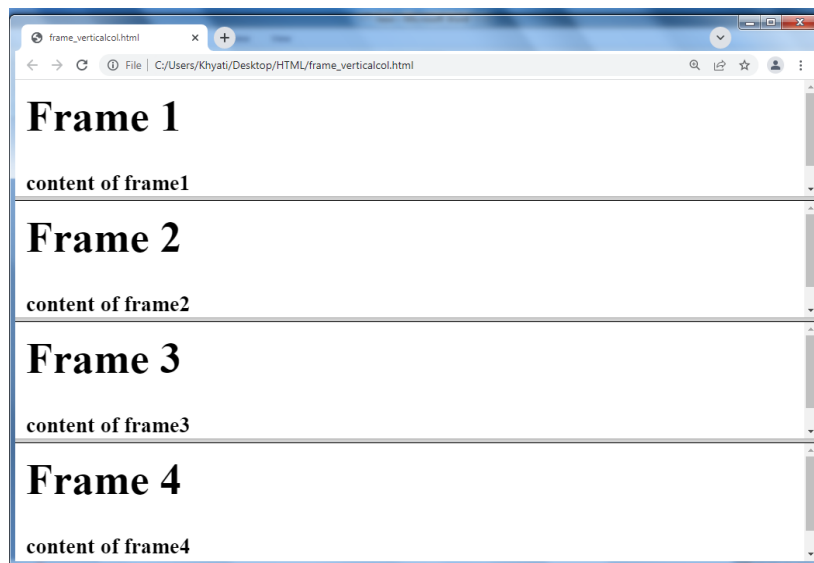 frame_verticalcol.html
File | C:/Users/Khyati/Desktop/HTML/frame_verticalcol.html
Frame 1
content of frame1
Frame 2
content of frame2
Frame 3
content of frame3
Frame 4
content of frame4